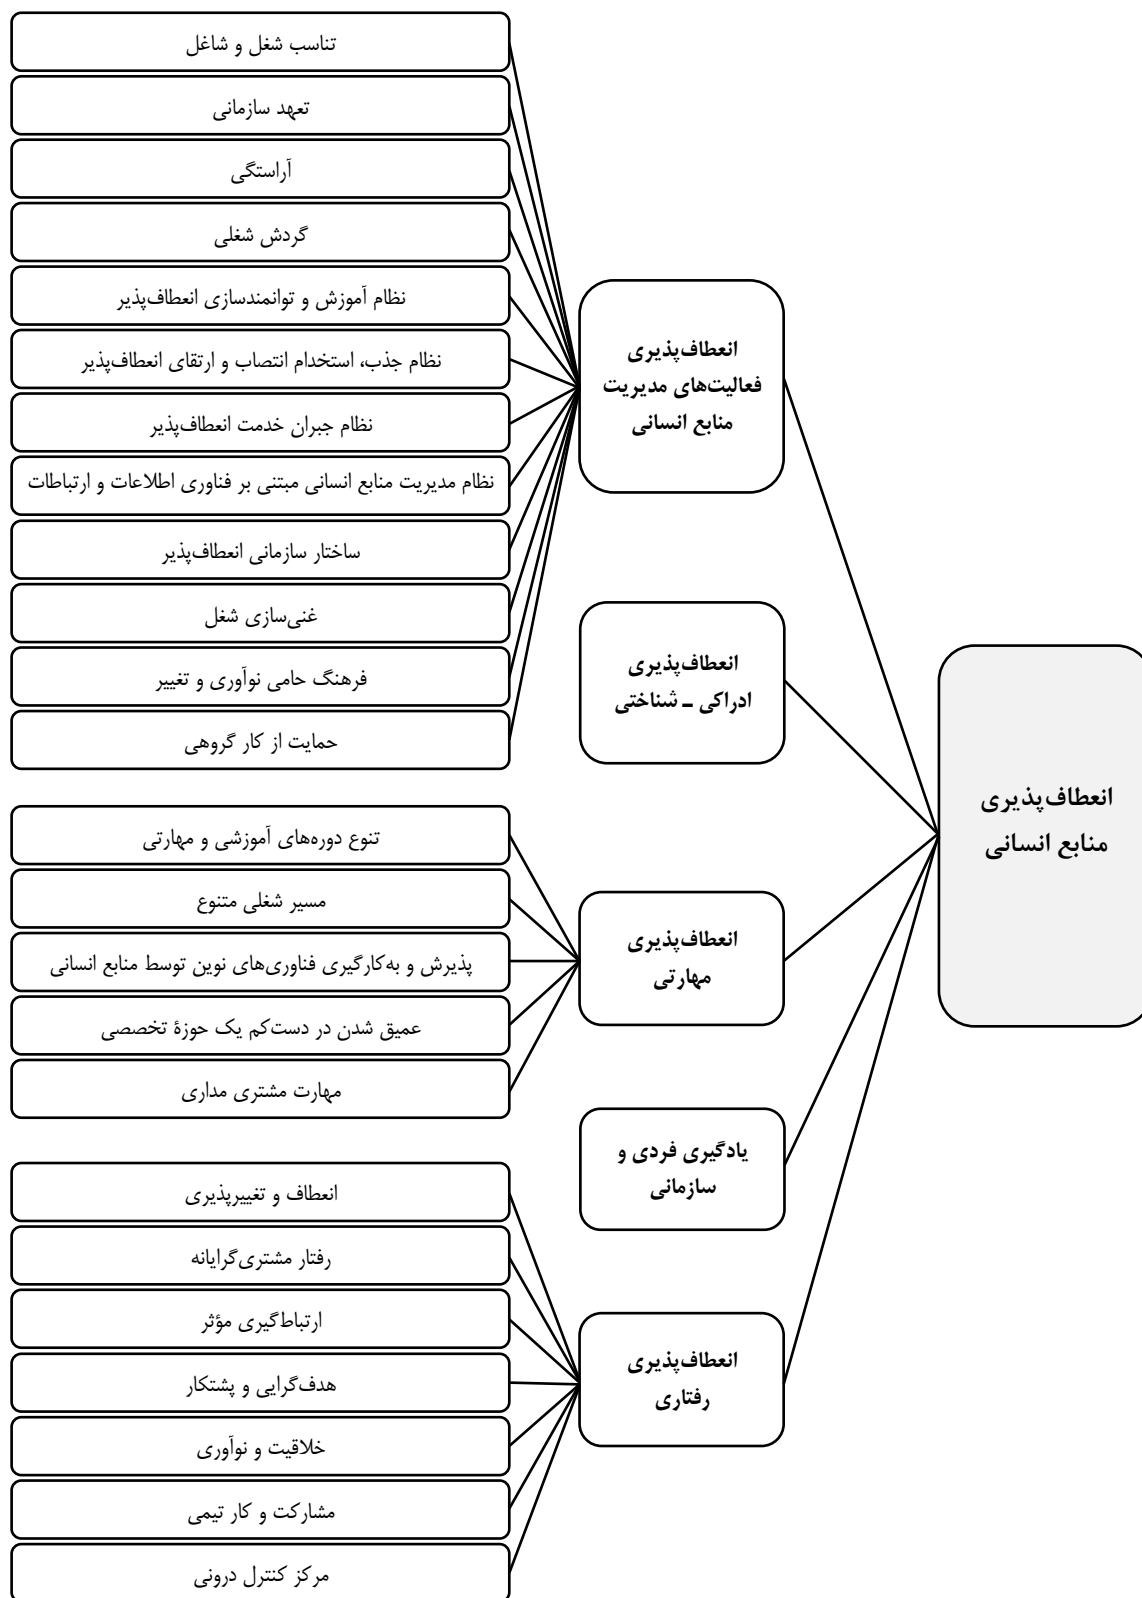 تناسب شغل و شاغل
تعهد سازمانی
آراستگی
گردش شغلی
نظام آموزش و توانمندسازی انعطاف‌پذیر
نظام جذب، استخدام انتصاب و ارتقای انعطاف‌پذیر
نظام جبران خدمت انعطاف‌پذیر
نظام مدیریت منابع انسانی مبتنی بر فناوری اطلاعات و ارتباطات
ساختار سازمانی انعطاف‌پذیر
غنی‌سازی شغل
فرهنگ حامی نوآوری و تغییر
حمایت از کار گروهی
انعطاف‌پذیری
فعالیت‌های مدیریت
منابع انسانی
انعطاف‌پذیری
ادراکی ـ شناختی
انعطاف‌پذیری
منابع انسانی
تنوع دوره‌های آموزشی و مهارتی
مسیر شغلی متنوع
پذیرش و به‌کارگیری فناوری‌های نوین توسط منابع انسانی
عمیق شدن در دست‌کم یک حوزۀ تخصصی
مهارت مشتری مداری
انعطاف‌پذیری
مهارتی
یادگیری فردی و
سازمانی
انعطاف و تغییرپذیری
رفتار مشتری‌گرایانه
ارتباط‌گیری مؤثر
هدف‌گرایی و پشتکار
خلاقیت و نوآوری
مشارکت و کار تیمی
مرکز کنترل درونی
انعطاف‌پذیری
رفتاری